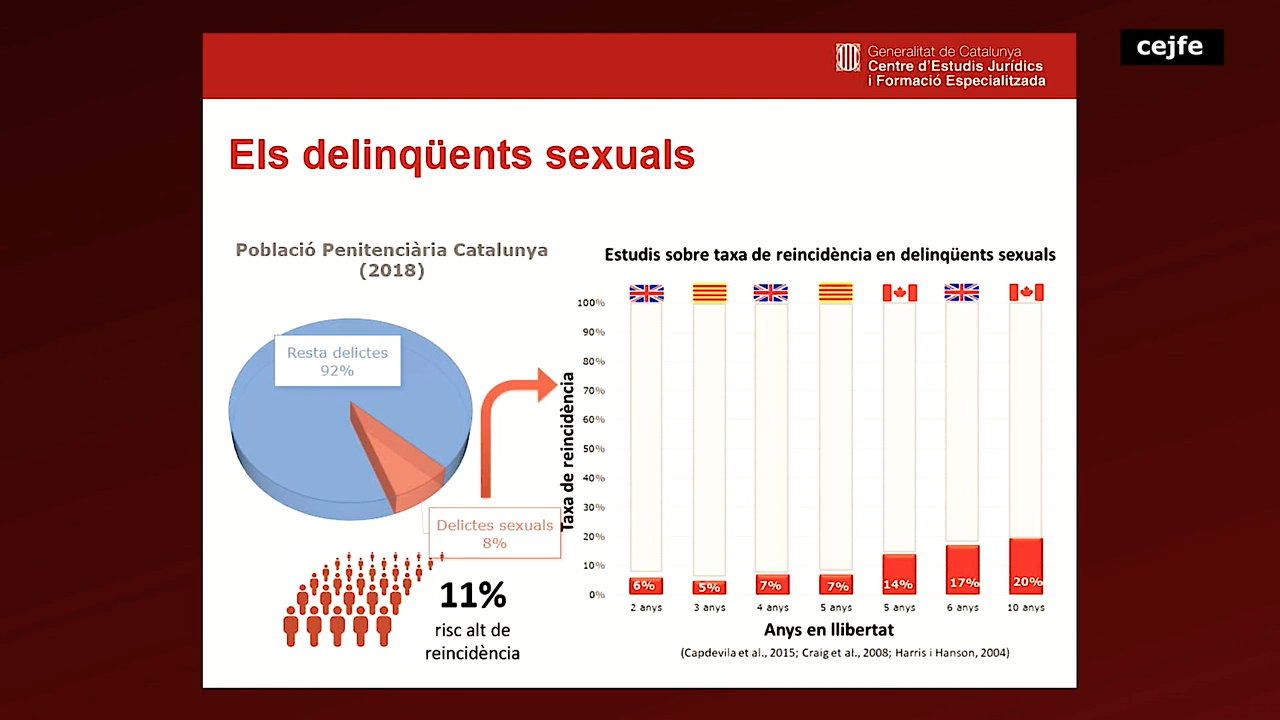 cejfe
Generalitat de Catalunya
Centre d'Estudis Jurídics
i Formació Especialitzada
Els delinqüents sexuals
Població Penitenciària Catalunya
(2018)
Resta delictes
92%
Delictes sexuals
8%
11%
risc alt de
reincidència
Estudis sobre taxa de reincidència en delinqüents sexuals
Taxa de reincidència
100%
90%
80%
70%
60%
50%
40%
30%
20%
10%
0%
6%
5%
7%
7%
14%
17%
20%
2 anys
3 anys
4 anys
5 anys
5 anys
6 anys
10 anys
Anys en llibertat
(Capdevila et al., 2015; Craig et al., 2008; Harris i Hanson, 2004)